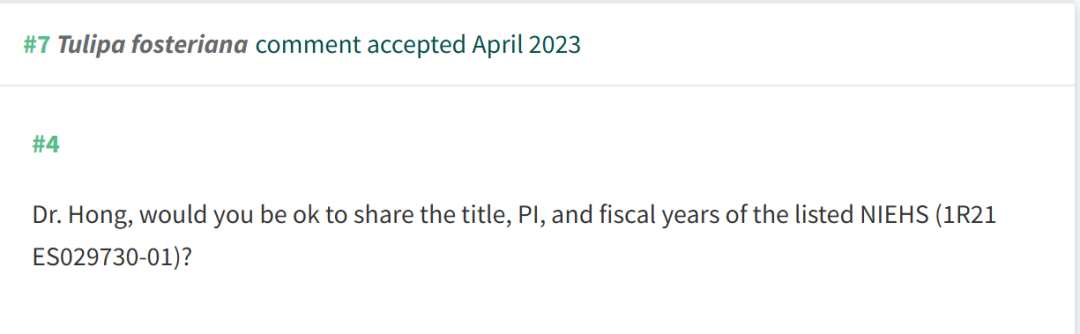 #7 Tulipa fosteriana comment accepted April 2023
#4
Dr. Hong, would you be ok to share the title, PI, and fiscal years of the listed NIEHS (1R21
ES029730-01)?